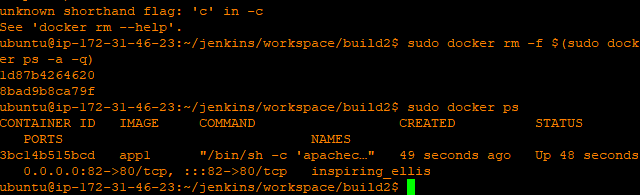 unknown shorthand flag: 'c' in -c
See 'docker rm --help'.
ubuntu@ip-172-31-46-23:~/jenkins/workspace/build2$ sudo docker rm -f $(sudo dock
er ps -a -q)
1d87b4264620
8bad9b8ca79f
ubuntu@ip-172-31-46-23:~/jenkins/workspace/build2$ sudo docker ps
CONTAINER ID   IMAGE     COMMAND                  CREATED          STATUS
   PORTS                               NAMES
3bc14b515bcd   app1      "/bin/sh -c 'apachec…"   49 seconds ago   Up 48 seconds
   0.0.0.0:82->80/tcp, :::82->80/tcp   inspiring_ellis
ubuntu@ip-172-31-46-23:~/jenkins/workspace/build2$